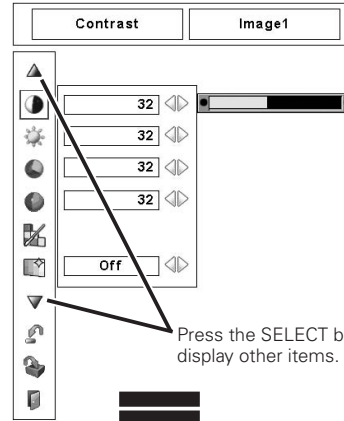 Contrast Image1
32
32
32
32
Off
Press the SELECT b
display other items.